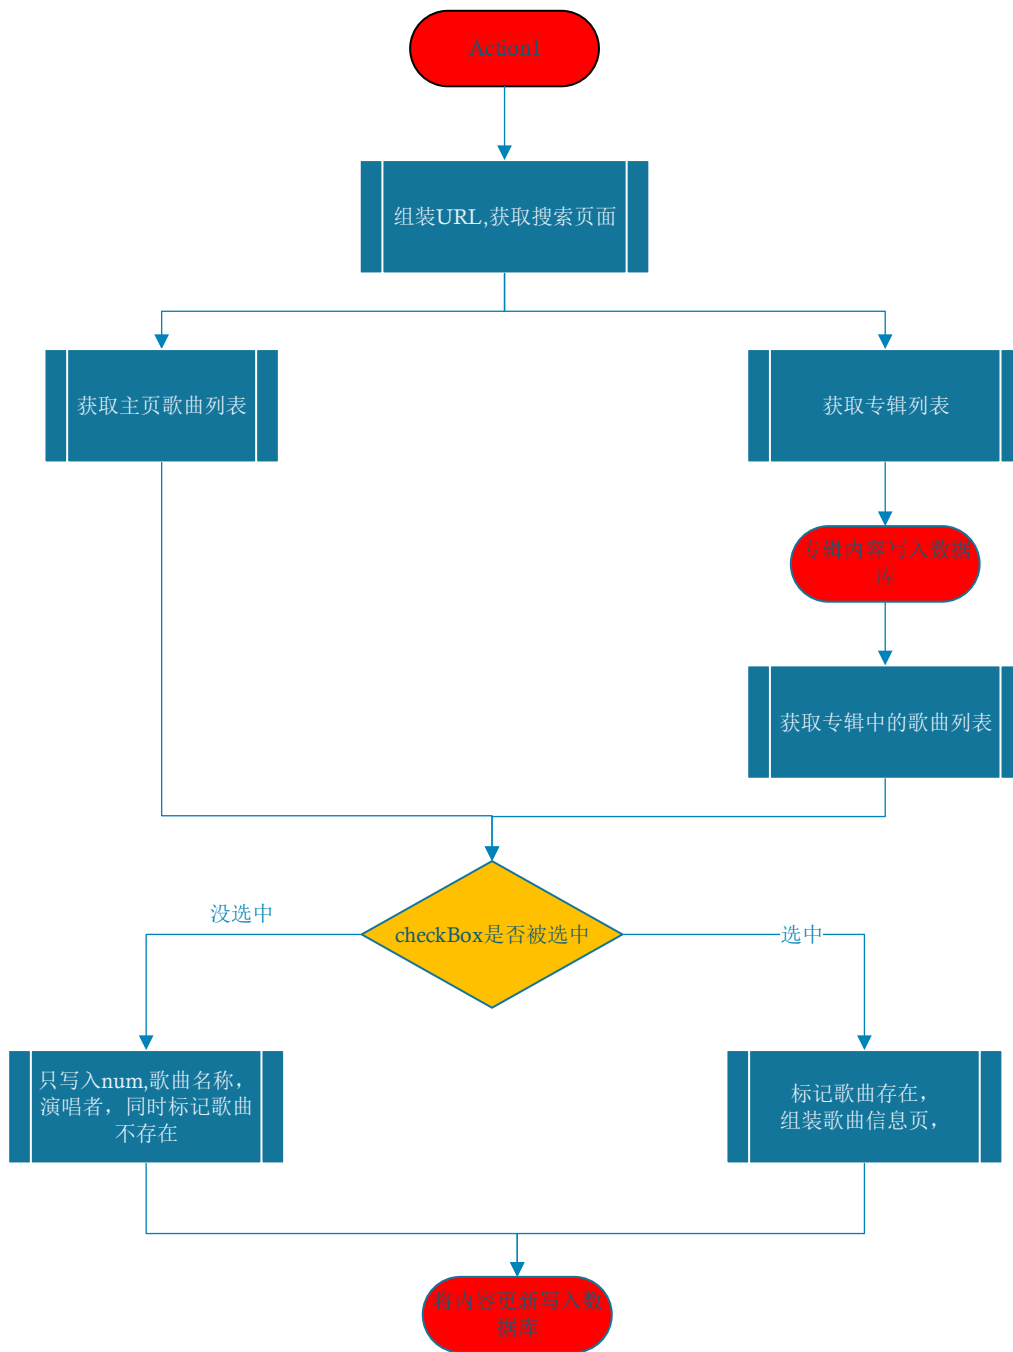 Action1
组装URL,获取搜索页面
获取主页歌曲列表
获取专辑列表
专辑内容写入数据
库
获取专辑中的歌曲列表
checkBox是否被选中
没选中
选中
只写入num,歌曲名称，
演唱者，同时标记歌曲
不存在
标记歌曲存在，
组装歌曲信息页，
将内容更新写入数
据库